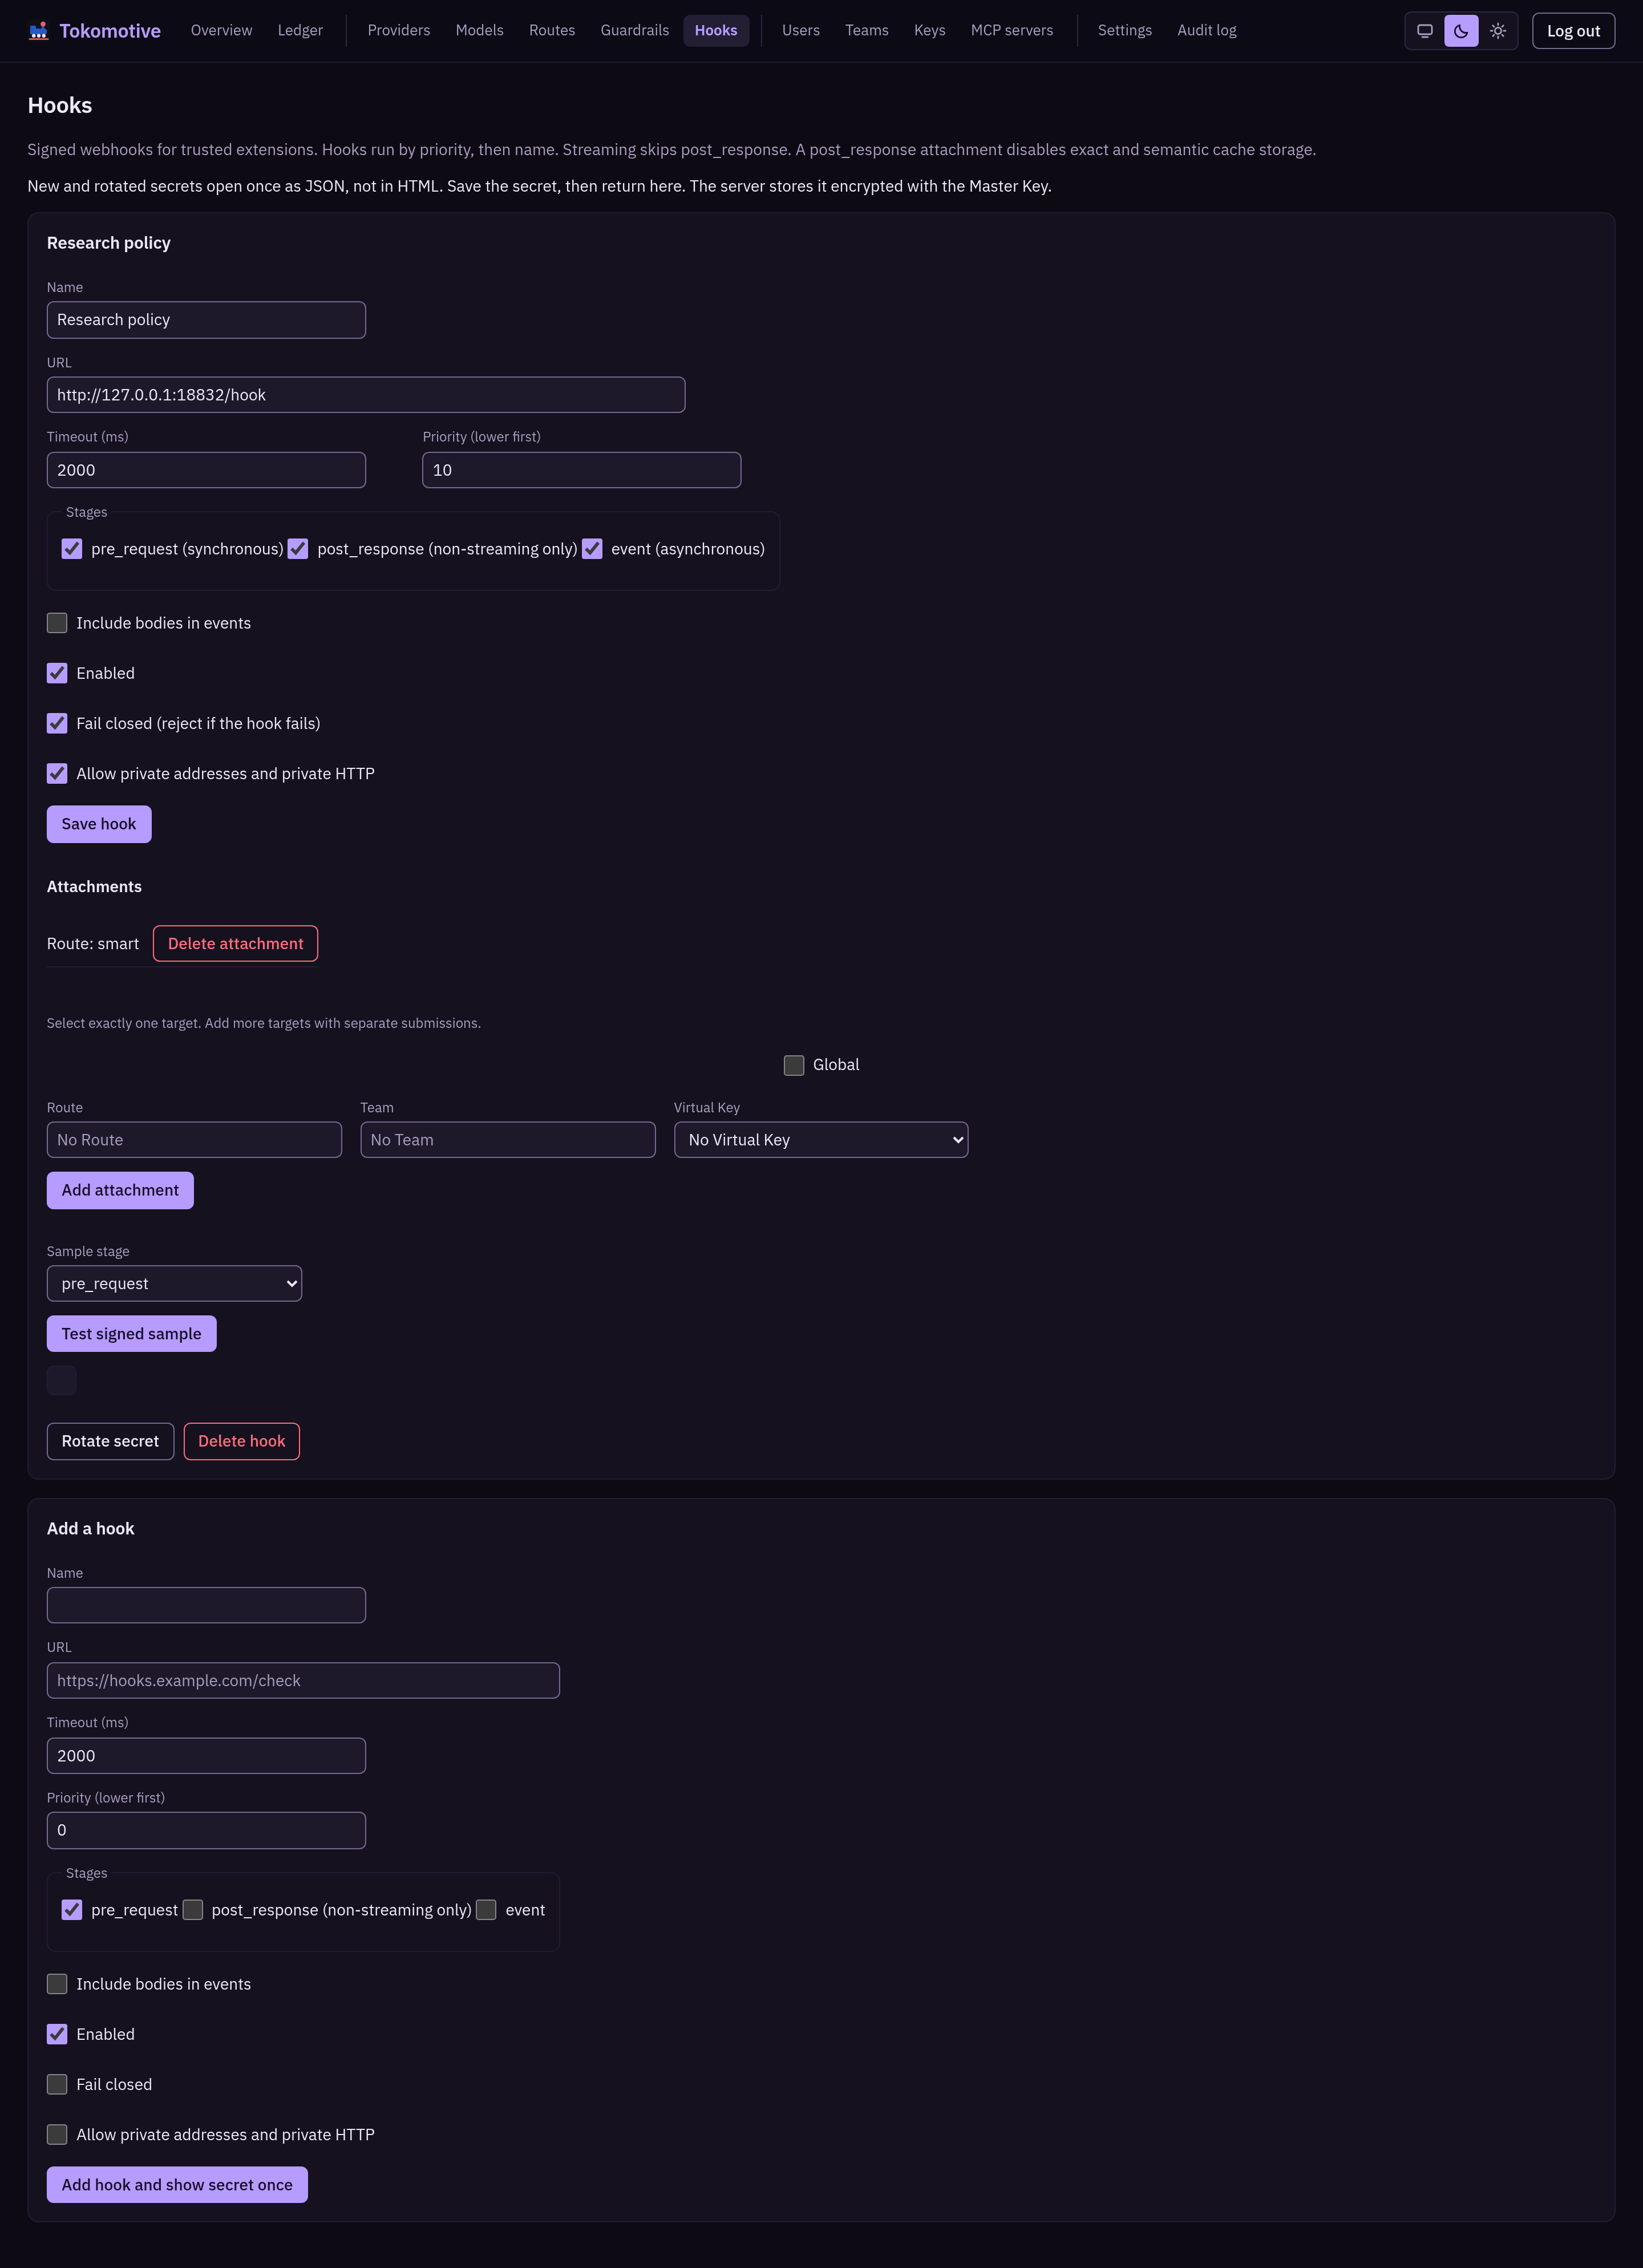 Tokomotive Overview Ledger Providers Models Routes Guardrails Hooks Users Teams Keys MCP servers Settings Audit log Log out
Hooks
Signed webhooks for trusted extensions. Hooks run by priority, then name. Streaming skips post_response. A post_response attachment disables exact and semantic cache storage.
New and rotated secrets open once as JSON, not in HTML. Save the secret, then return here. The server stores it encrypted with the Master Key.
Research policy
Name
Research policy
URL
http://127.0.0.1:18832/hook
Timeout (ms) Priority (lower first)
2000 10
Stages
pre_request (synchronous) post_response (non-streaming only) event (asynchronous)
Include bodies in events
Enabled
Fail closed (reject if the hook fails)
Allow private addresses and private HTTP
Save hook
Attachments
Route: smart Delete attachment
Select exactly one target. Add more targets with separate submissions.
Global
Route Team Virtual Key
No Route No Team No Virtual Key
Add attachment
Sample stage
pre_request
Test signed sample
Rotate secret Delete hook
Add a hook
Name
URL
https://hooks.example.com/check
Timeout (ms)
2000
Priority (lower first)
0
Stages
pre_request post_response (non-streaming only) event
Include bodies in events
Enabled
Fail closed
Allow private addresses and private HTTP
Add hook and show secret once